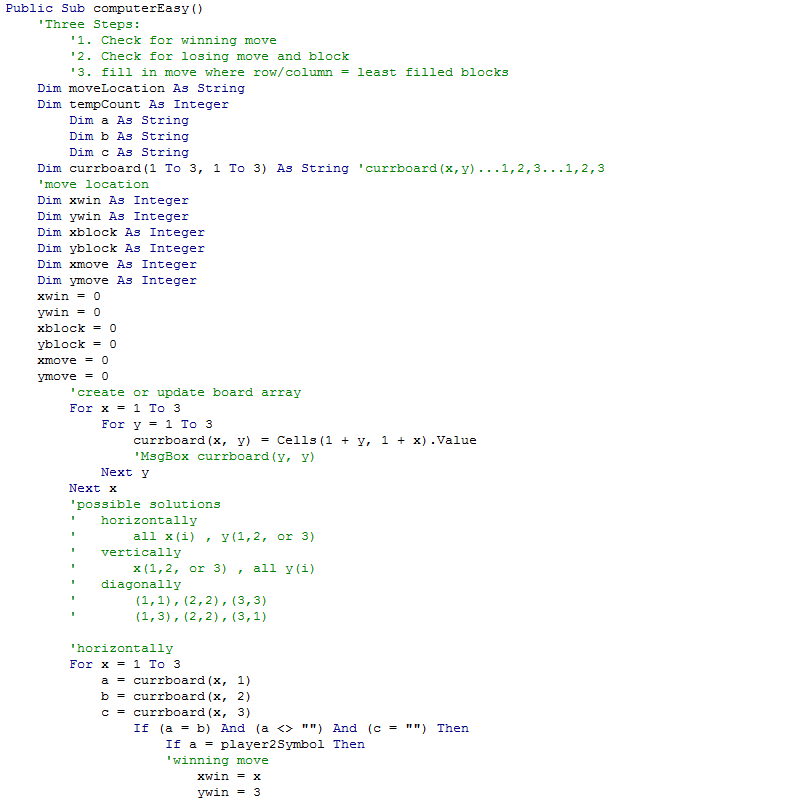 Public Sub computerEasy()
    'Three Steps:
        '1. Check for winning move
        '2. Check for losing move and block
        '3. fill in move where row/column = least filled blocks
    Dim moveLocation As String
    Dim tempCount As Integer
        Dim a As String
        Dim b As String
        Dim c As String
    Dim currboard(1 To 3, 1 To 3) As String 'currboard(x,y)...1,2,3...1,2,3
    'move location
    Dim xwin As Integer
    Dim ywin As Integer
    Dim xblock As Integer
    Dim yblock As Integer
    Dim xmove As Integer
    Dim ymove As Integer
    xwin = 0
    ywin = 0
    xblock = 0
    yblock = 0
    xmove = 0
    ymove = 0
        'create or update board array
        For x = 1 To 3
            For y = 1 To 3
                currboard(x, y) = Cells(1 + y, 1 + x).Value
                'MsgBox currboard(y, y)
            Next y
        Next x
        'possible solutions
        '   horizontally
        '       all x(i) , y(1,2, or 3)
        '   vertically
        '       x(1,2, or 3) , all y(i)
        '   diagonally
        '       (1,1),(2,2),(3,3)
        '       (1,3),(2,2),(3,1)

        'horizontally
        For x = 1 To 3
            a = currboard(x, 1)
            b = currboard(x, 2)
            c = currboard(x, 3)
                If (a = b) And (a <> "") And (c = "") Then
                    If a = player2Symbol Then
                    'winning move
                        xwin = x
                        ywin = 3